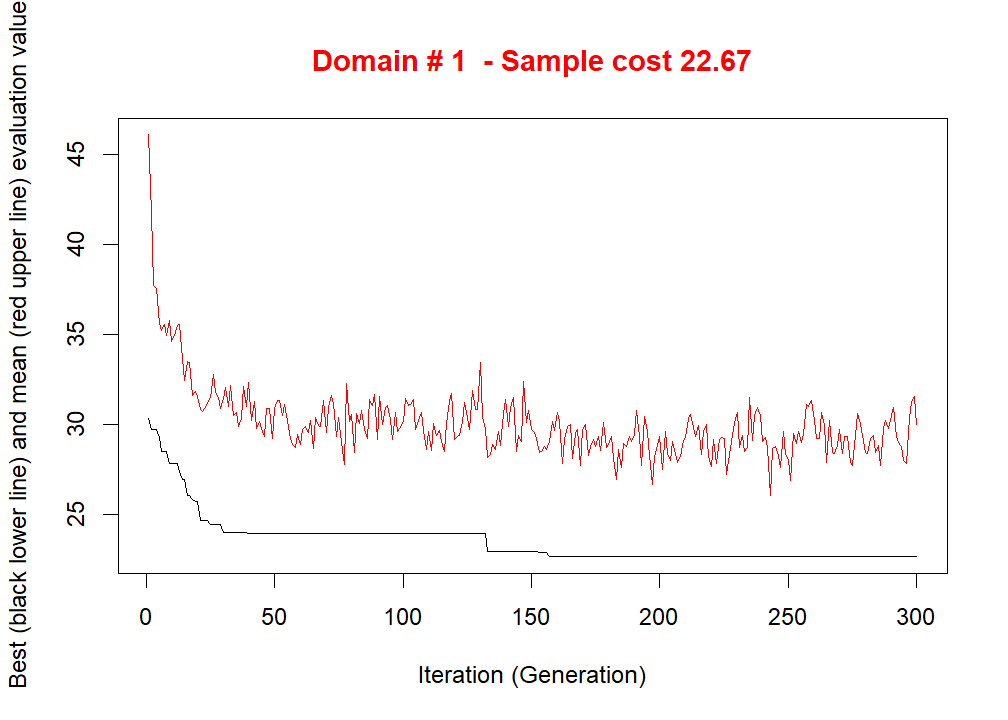 Domain # 1  - Sample cost 22.67
Best (black lower line) and mean (red upper line) evaluation value
45
40
35
30
25
0 50 100 150 200 250 300
Iteration (Generation)